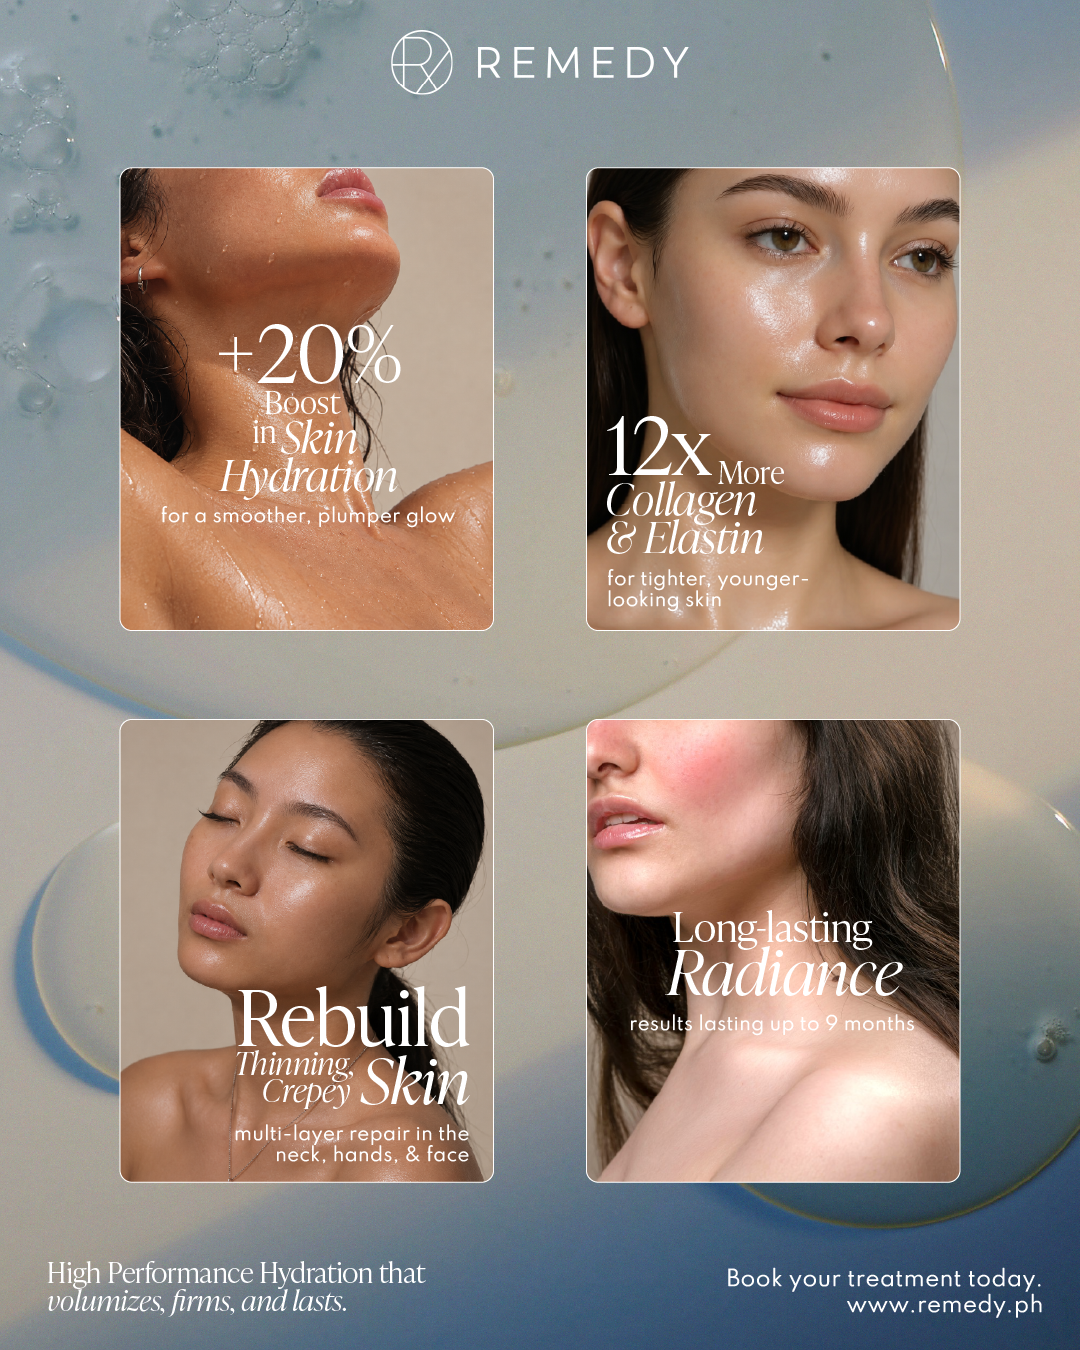 REMEDY
+20%
Boost
in Skin
Hydration
for a smoother, plumper glow
12x More
Collagen
& Elastin
for tighter, younger-
looking skin
Rebuild
Thinning,
Crepey Skin
multi-layer repair in the
neck, hands, & face
Long-lasting
Radiance
results lasting up to 9 months
High Performance Hydration that
volumizes, firms, and lasts.
Book your treatment today.
www.remedy.ph